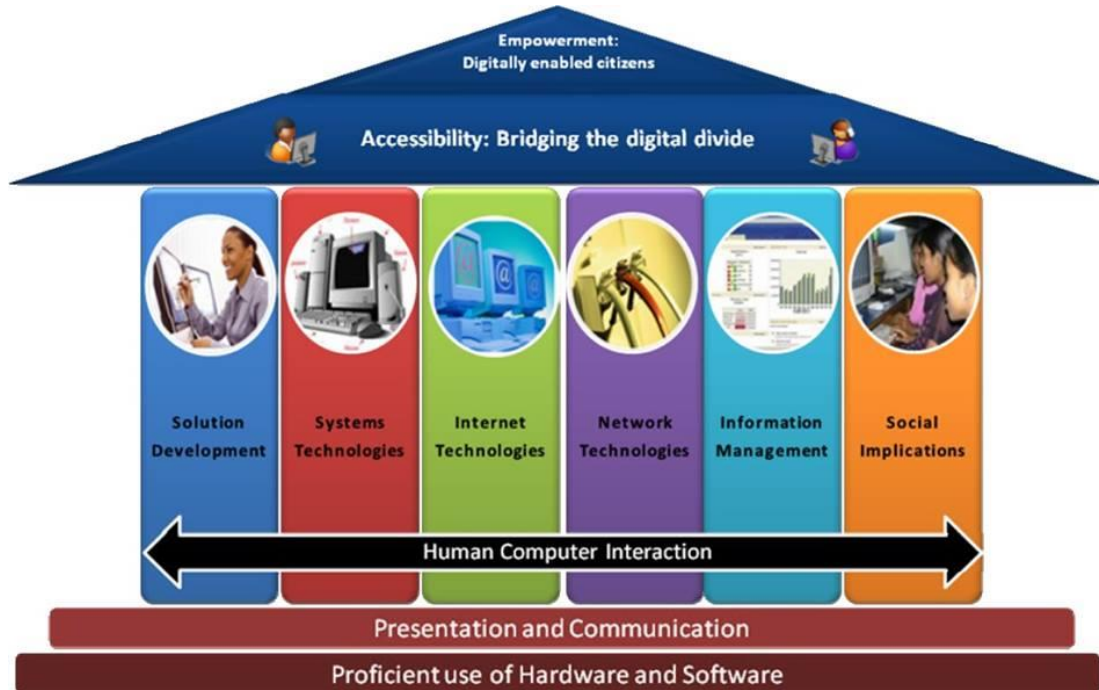 Empowerment:
Digitally enabled citizens
Accessibility: Bridging the digital divide
Solution
Development
Systems
Technologies
Internet
Technologies
Network
Technologies
Information
Management
Social
Implications
Human Computer Interaction
Presentation and Communication
Proficient use of Hardware and Software